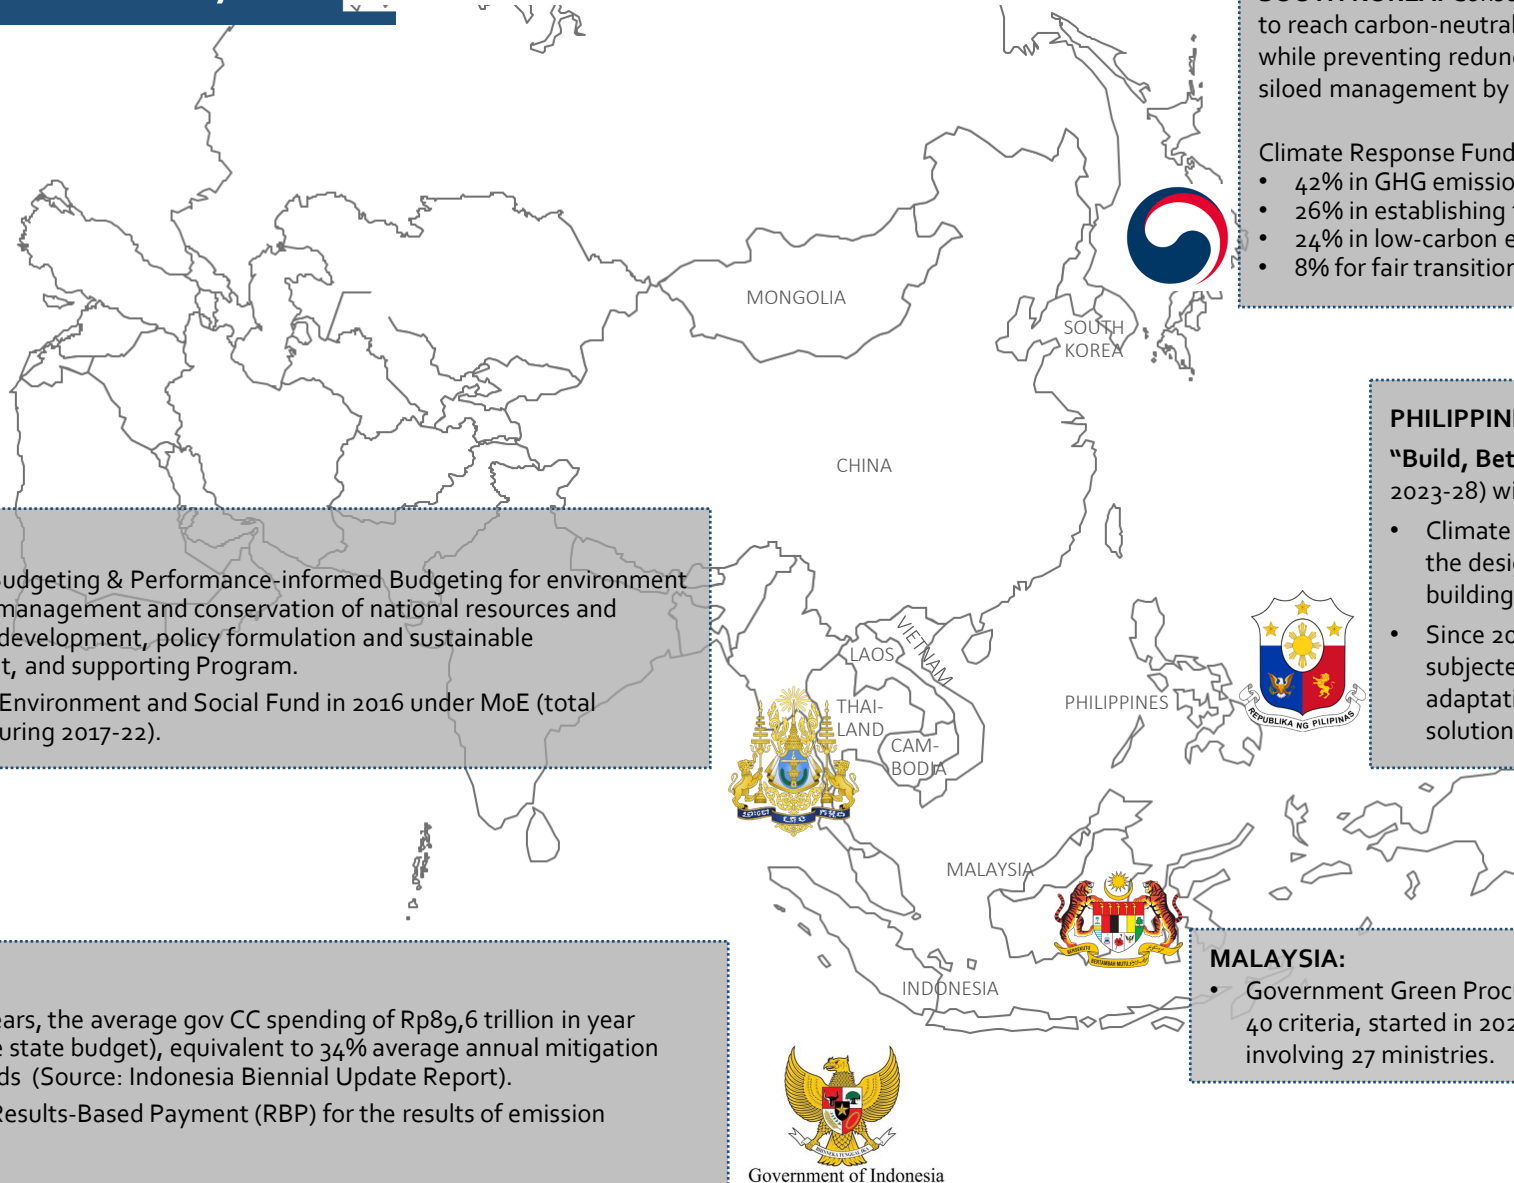 to reach carbon-neutral
while preventing redun
siloed management by
Climate Response Fund
• 42% in GHG emissio
• 26% in establishing
• 24% in low-carbon e
• 8% for fair transition
MONGOLIA
SOUTH
KOREA
CHINA
PHILIPPIN
“Build, Bet
2023-28) wi
• Climate
the desi
building
• Since 20
subjecte
adaptati
solution
udgeting & Performance-informed Budgeting for environment
management and conservation of national resources and
development, policy formulation and sustainable
t, and supporting Program.
Environment and Social Fund in 2016 under MoE (total
uring 2017-22).
VIETNAM
LAOS
THAI-
LAND
CAM-
BODIA
PHILIPPINES
REPUBLIKA NG PILIPINAS
MALAYSIA
INDONESIA
BERSEKUTU BERTAMBAH MUTU
MALAYSIA:
• Government Green Proc
40 criteria, started in 202
involving 27 ministries.
ears, the average gov CC spending of Rp89,6 trillion in year
e state budget), equivalent to 34% average annual mitigation
ds (Source: Indonesia Biennial Update Report).
Results-Based Payment (RBP) for the results of emission
BHINNEKA TUNGGAL IKA
Government of Indonesia